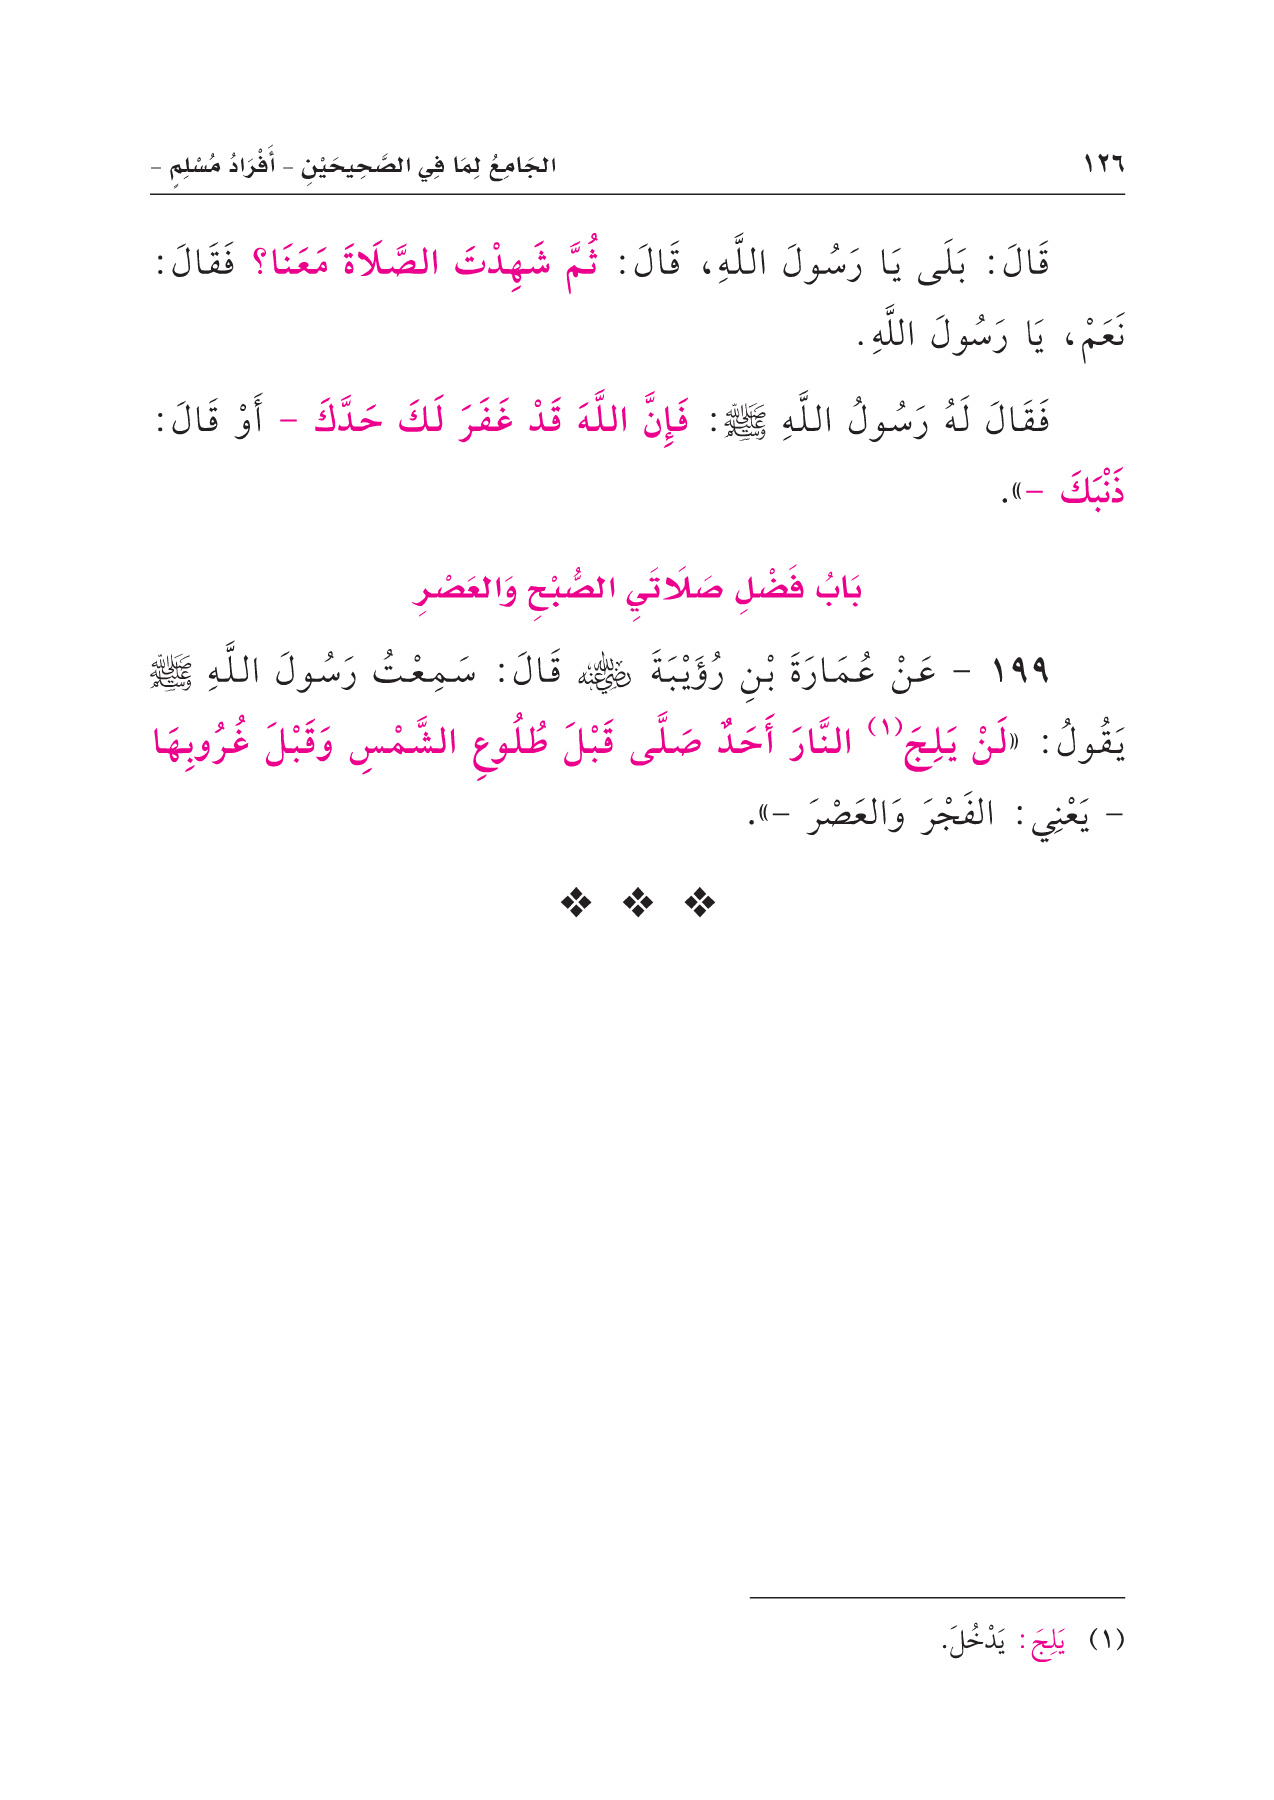 ١٢٦
الجَامِعُ لِمَا فِي الصَّحِيحَيْنِ – أَفْرَادُ مُسْلِمٍ –
قَالَ: بَلَى يَا رَسُولَ اللَّهِ، قَالَ: ثُمَّ شَهِدْتَ الصَّلَاةَ مَعَنَا؟ فَقَالَ:
نَعَمْ، يَا رَسُولَ اللَّهِ.
فَقَالَ لَهُ رَسُولُ اللَّهِ ﷺ: فَإِنَّ اللَّهَ قَدْ غَفَرَ لَكَ حَدَّكَ – أَوْ قَالَ:
ذَنْبَكَ –».
بَابُ فَضْلِ صَلَاتَيِ الصُّبْحِ وَالعَصْرِ
١٩٩ – عَنْ عُمَارَةَ بْنِ رُؤَيْبَةَ رضي الله عنه قَالَ: سَمِعْتُ رَسُولَ اللَّهِ ﷺ
يَقُولُ: «لَنْ يَلِجَ(١) النَّارَ أَحَدٌ صَلَّى قَبْلَ طُلُوعِ الشَّمْسِ وَقَبْلَ غُرُوبِهَا
– يَعْنِي: الفَجْرَ وَالعَصْرَ –».
(١) يَلِجَ: يَدْخُلَ.